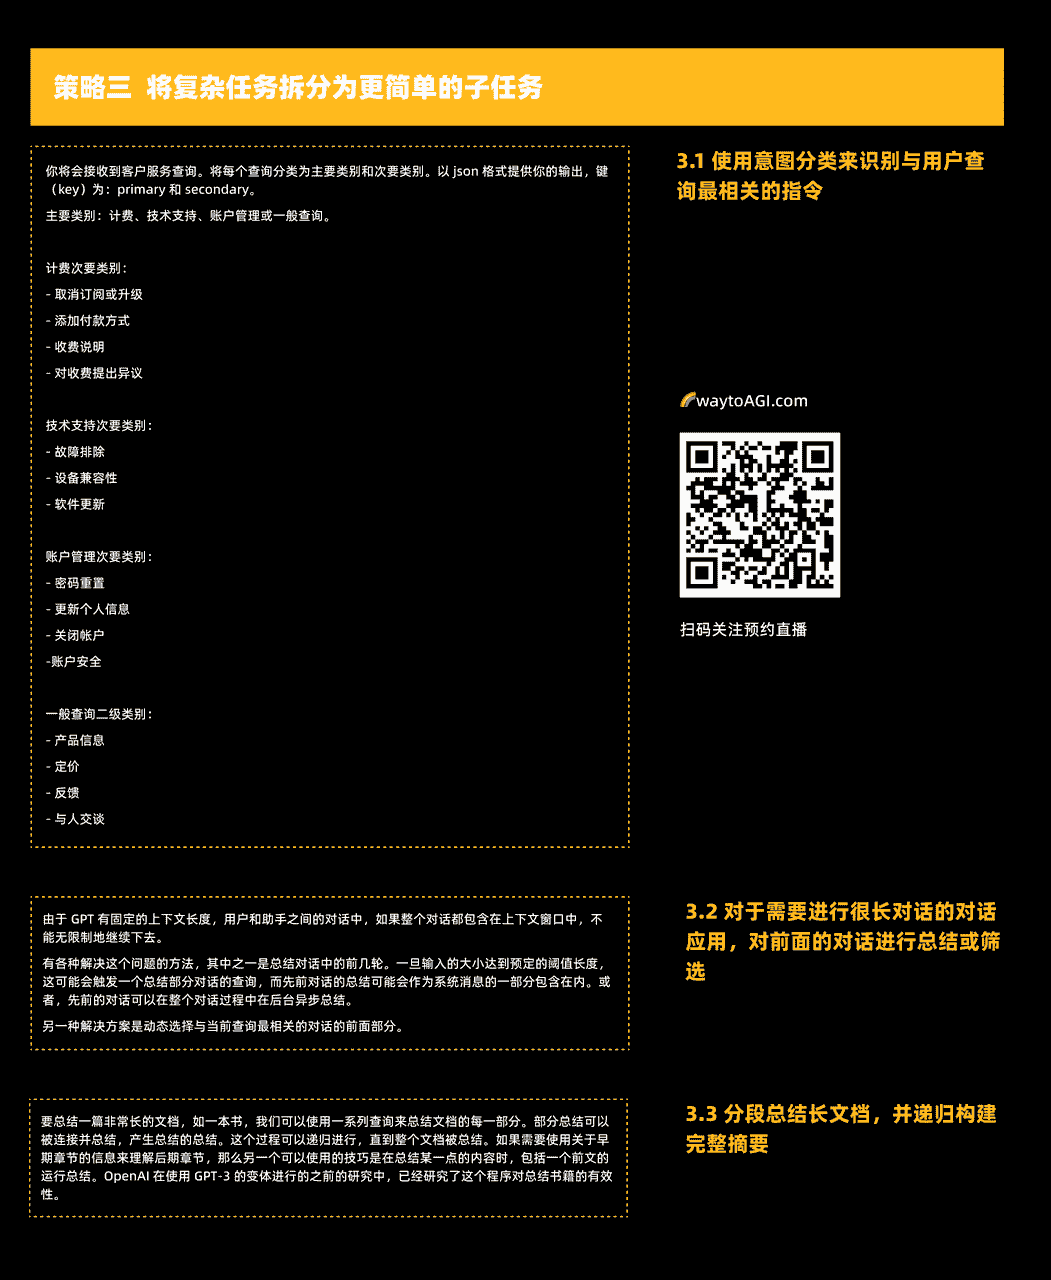 策略三 将复杂任务拆分为更简单的子任务
你将会接收到客户服务查询。将每个查询分类为主要类别和次要类别。以 json 格式提供你的输出，键
（key）为：primary 和 secondary。
主要类别：计费、技术支持、账户管理或一般查询。
计费次要类别：
- 取消订阅或升级
- 添加付款方式
- 收费说明
- 对收费提出异议
技术支持次要类别：
- 故障排除
- 设备兼容性
- 软件更新
账户管理次要类别：
- 密码重置
- 更新个人信息
- 关闭帐户
-账户安全
一般查询二级类别：
- 产品信息
- 定价
- 反馈
- 与人交谈
3.1 使用意图分类来识别与用户查
询最相关的指令
waytoAGI.com
扫码关注预约直播
由于 GPT 有固定的上下文长度，用户和助手之间的对话中，如果整个对话都包含在上下文窗口中，不
能无限制地继续下去。
有各种解决这个问题的方法，其中之一是总结对话中的前几轮。一旦输入的大小达到预定的阈值长度，
这可能会触发一个总结部分对话的查询，而先前对话的总结可能会作为系统消息的一部分包含在内。或
者，先前的对话可以在整个对话过程中在后台异步总结。
另一种解决方案是动态选择与当前查询最相关的对话的前面部分。
3.2 对于需要进行很长对话的对话
应用，对前面的对话进行总结或筛
选
要总结一篇非常长的文档，如一本书，我们可以使用一系列查询来总结文档的每一部分。部分总结可以
被连接并总结，产生总结的总结。这个过程可以递归进行，直到整个文档被总结。如果需要使用关于早
期章节的信息来理解后期章节，那么另一个可以使用的技巧是在总结某一点的内容时，包括一个前文的
运行总结。OpenAI 在使用 GPT-3 的变体进行的之前的研究中，已经研究了这个程序对总结书籍的有效
性。
3.3 分段总结长文档，并递归构建
完整摘要